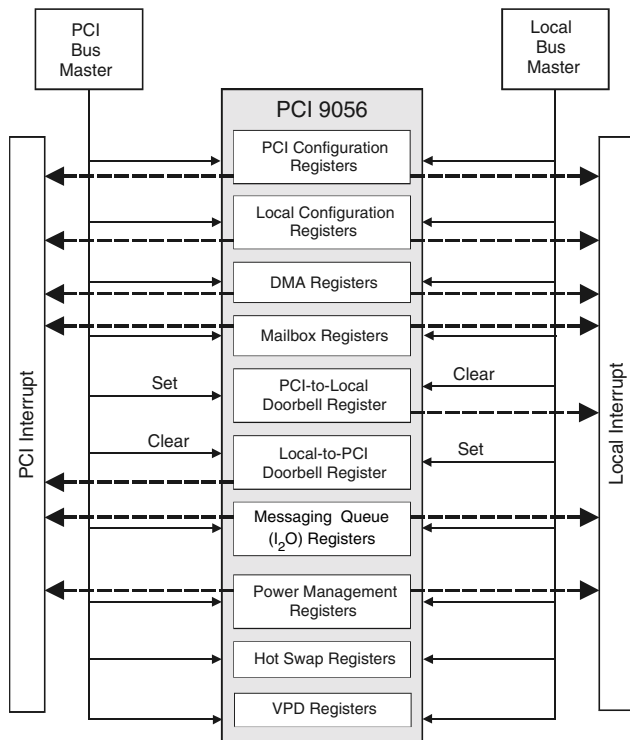 PCI
Bus
Master
Local
Bus
Master
PCI 9056
PCI Configuration
Registers
Local Configuration
Registers
DMA Registers
Mailbox Registers
Set
PCI-to-Local
Doorbell Register
Clear
Clear
Local-to-PCI
Doorbell Register
Set
Messaging Queue
(I₂O) Registers
Power Management
Registers
Hot Swap Registers
VPD Registers
PCI Interrupt
Local Interrupt